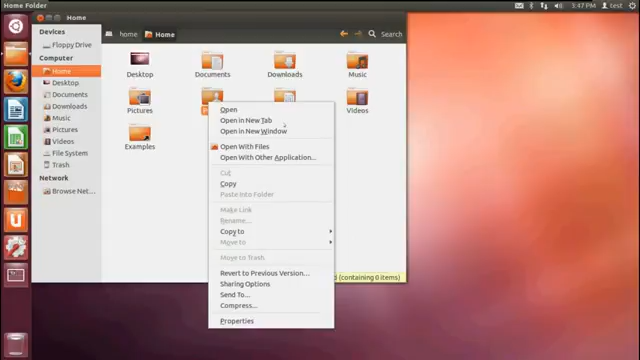 Home Folder
3:47 PM
test
Home
home
Home
Search
Devices
Floppy Drive
Computer
Home
Desktop
Documents
Downloads
Music
Pictures
Videos
File System
Trash
Network
Browse Net...
Desktop
Documents
Downloads
Music
Pictures
Videos
Examples
Open
Open in New Tab
Open in New Window
Open With Files
Open With Other Application...
Cut
Copy
Paste Into Folder
Make Link
Rename...
Copy to
Move to
Move to Trash
Revert to Previous Version...
Sharing Options
Send To...
Compress...
Properties
(containing 0 items)